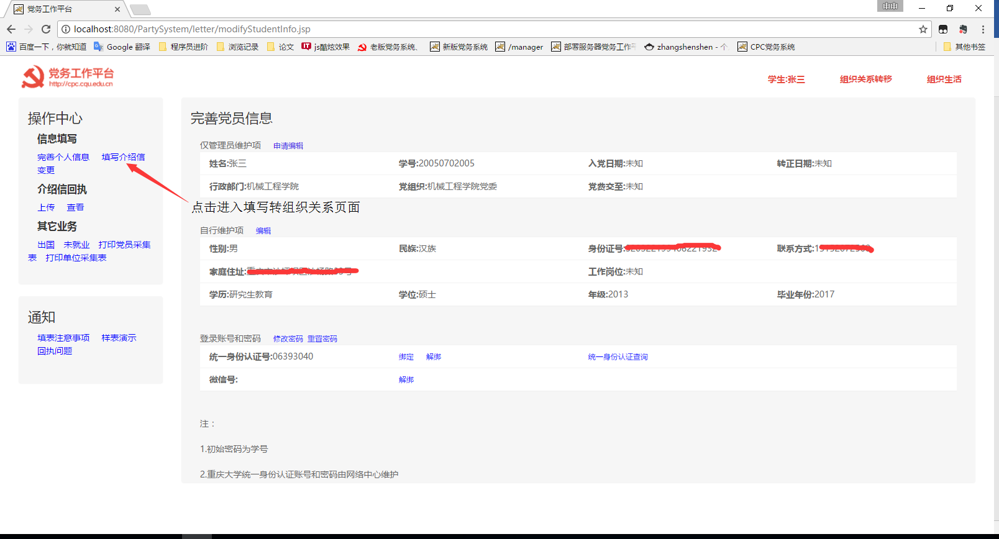 党务工作平台
申申
localhost:8080/PartySystem/letter/modifyStudentInfo.jsp
百度一下，你就知道 Google 翻译 程序员进阶 浏览记录 论文 js酷炫效果 老版党务系统、 新版党务系统 /manager 部署服务器党务工作平 zhangshenshen - 个 CPC党务系统 其他书签
党务工作平台
http://cpc.cqu.edu.cn
学生:张三 组织关系转移 组织生活
操作中心
信息填写
完善个人信息 填写介绍信
变更
介绍信回执
上传 查看
其它业务
出国 未就业 打印党员采集
表 打印单位采集表
通知
填表注意事项 样表演示
回执问题
完善党员信息
仅管理员维护项 申请编辑
姓名:张三 学号:20050702005 入党日期:未知 转正日期:未知
行政部门:机械工程学院 党组织:机械工程学院党委 党费交至:未知
点击进入填写转组织关系页面
自行维护项 编辑
性别:男 民族:汉族 身份证号: 联系方式:
家庭住址: 工作岗位:未知
学历:研究生教育 学位:硕士 年级:2013 毕业年份:2017
登录账号和密码 修改密码 重置密码
统一身份认证号:06393040 绑定 解绑 统一身份认证查询
微信号: 解绑
注：
1.初始密码为学号
2.重庆大学统一身份认证账号和密码由网络中心维护